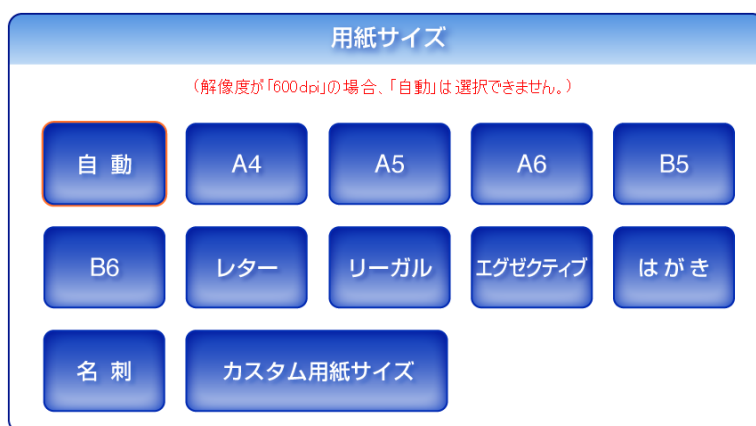 用紙サイズ
(解像度が「600dpi」の場合、「自動」は選択できません。)
自動 A4 A5 A6 B5
B6 レター リーガル エグゼクティブ はがき
名刺 カスタム用紙サイズ